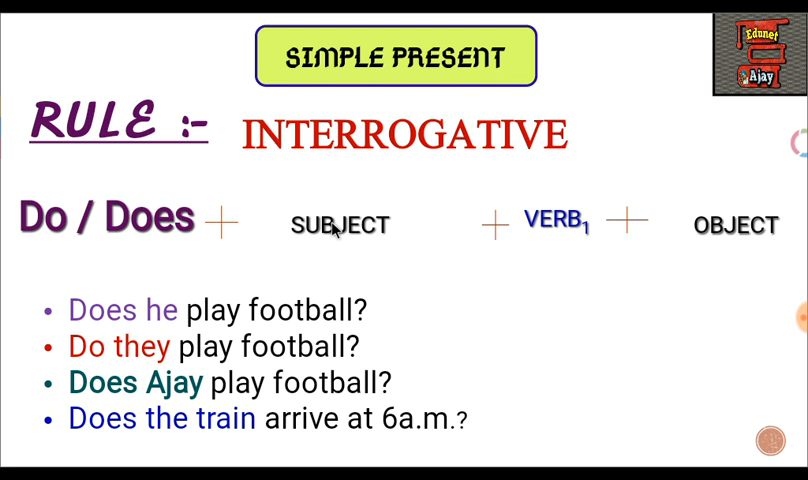 SIMPLE PRESENT
Edunet
Ajay
RULE :- INTERROGATIVE
Do / Does + SUBJECT + VERB1 + OBJECT
• Does he play football?
• Do they play football?
• Does Ajay play football?
• Does the train arrive at 6a.m.?